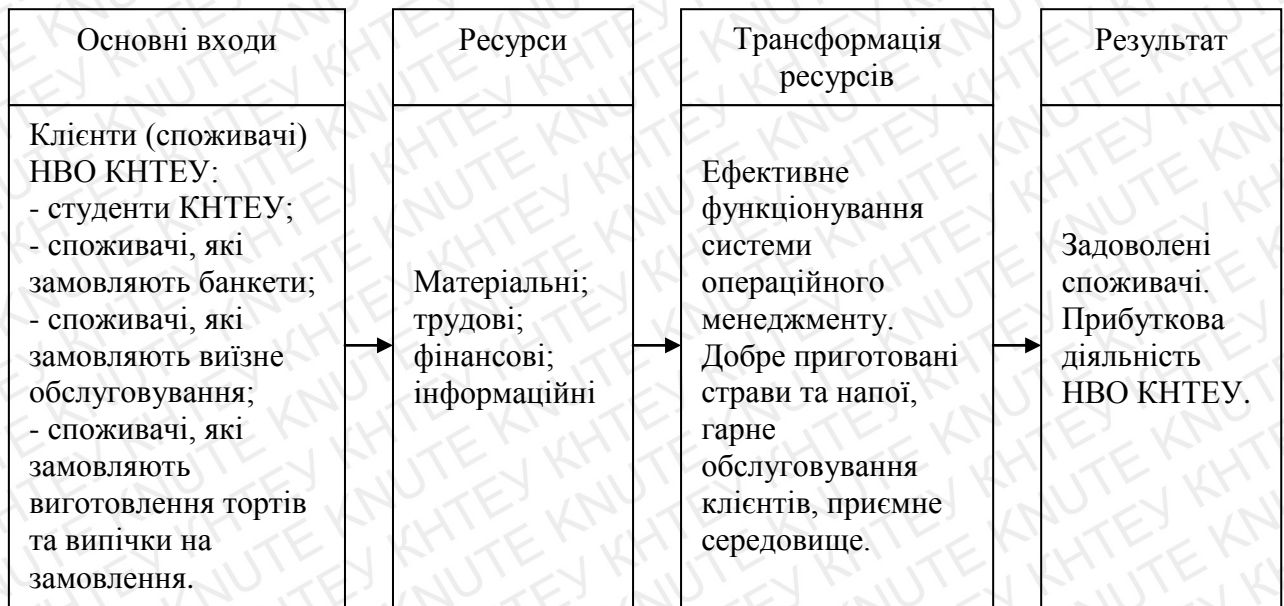 Основні входи
Клієнти (споживачі)
НВО КНТЕУ:
- студенти КНТЕУ;
- споживачі, які
замовляють банкети;
- споживачі, які
замовляють виїзне
обслуговування;
- споживачі, які
замовляють
виготовлення тортів
та випічки на
замовлення.
Ресурси
Матеріальні;
трудові;
фінансові;
інформаційні
Трансформація
ресурсів
Ефективне
функціонування
системи
операційного
менеджменту.
Добре приготовані
страви та напої,
гарне
обслуговування
клієнтів, приємне
середовище.
Результат
Задоволені
споживачі.
Прибуткова
діяльність
НВО КНТЕУ.